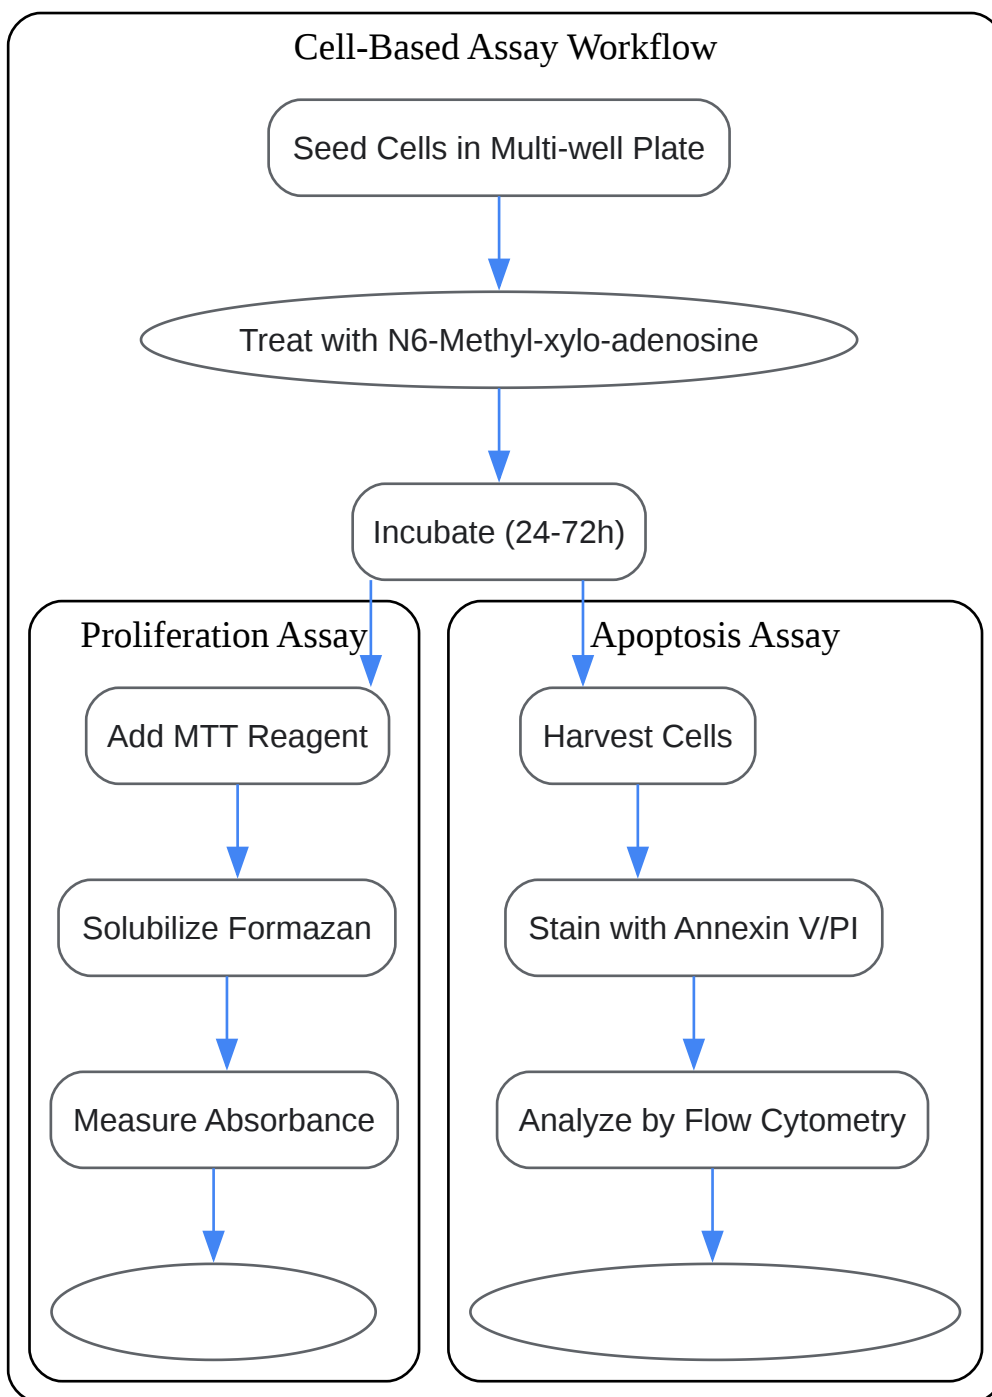 Cell-Based Assay Workflow
Seed Cells in Multi-well Plate
Treat with N6-Methyl-xylo-adenosine
Incubate (24-72h)
Proliferation Assay
Add MTT Reagent
Solubilize Formazan
Measure Absorbance
Apoptosis Assay
Harvest Cells
Stain with Annexin V/PI
Analyze by Flow Cytometry